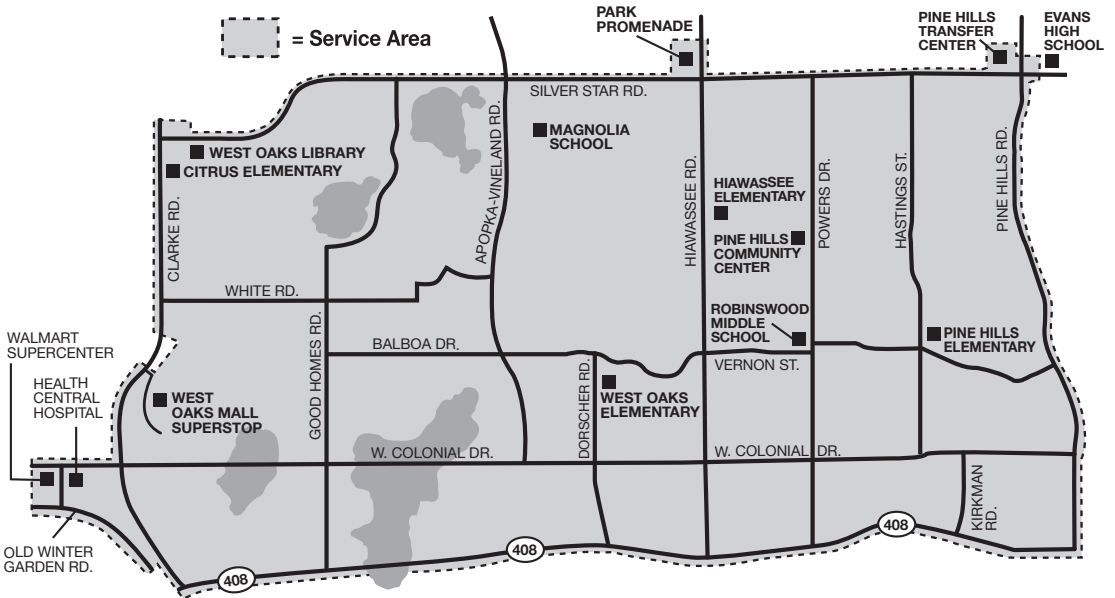 = Service Area
PARK
PROMENADE
PINE HILLS
TRANSFER
CENTER
EVANS
HIGH
SCHOOL
SILVER STAR RD.
MAGNOLIA
SCHOOL
WEST OAKS LIBRARY
CITRUS ELEMENTARY
CLARKE RD.
APOPKA-VINELAND RD.
HIAWASSEE RD.
HIAWASSEE
ELEMENTARY
PINE HILLS
COMMUNITY
CENTER
POWERS DR.
HASTINGS ST.
PINE HILLS RD.
WHITE RD.
GOOD HOMES RD.
BALBOA DR.
ROBINSWOOD
MIDDLE
SCHOOL
VERNON ST.
PINE HILLS
ELEMENTARY
WALMART
SUPERCENTER
HEALTH
CENTRAL
HOSPITAL
WEST
OAKS MALL
SUPERSTOP
DORSCHER RD.
WEST OAKS
ELEMENTARY
W. COLONIAL DR.
W. COLONIAL DR.
KIRKMAN
RD.
OLD WINTER
GARDEN RD.
408
408
408